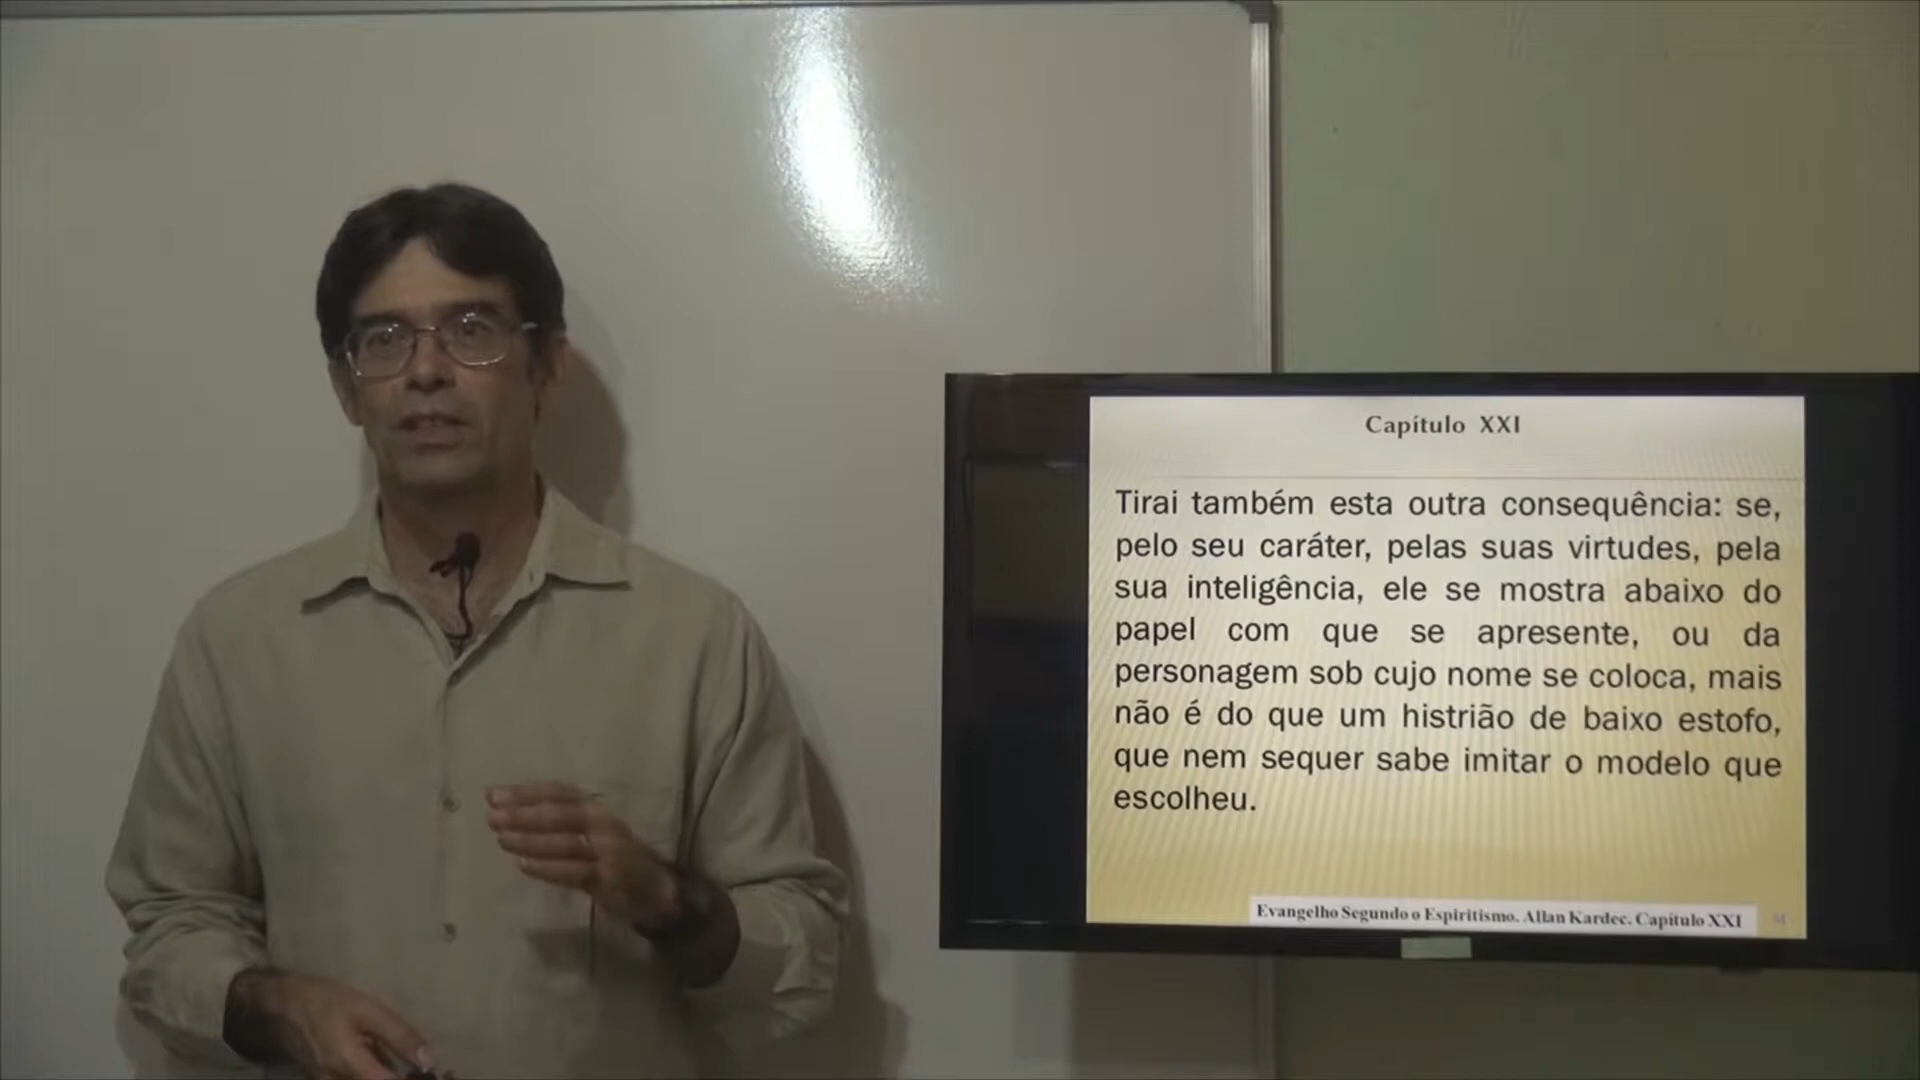 Capítulo XXI
Tirai também esta outra consequência: se,
pelo seu caráter, pelas suas virtudes, pela
sua inteligência, ele se mostra abaixo do
papel com que se apresente, ou da
personagem sob cujo nome se coloca, mais
não é do que um histrião de baixo estofo,
que nem sequer sabe imitar o modelo que
escolheu.
Evangelho Segundo o Espiritismo. Allan Kardec. Capítulo XXI